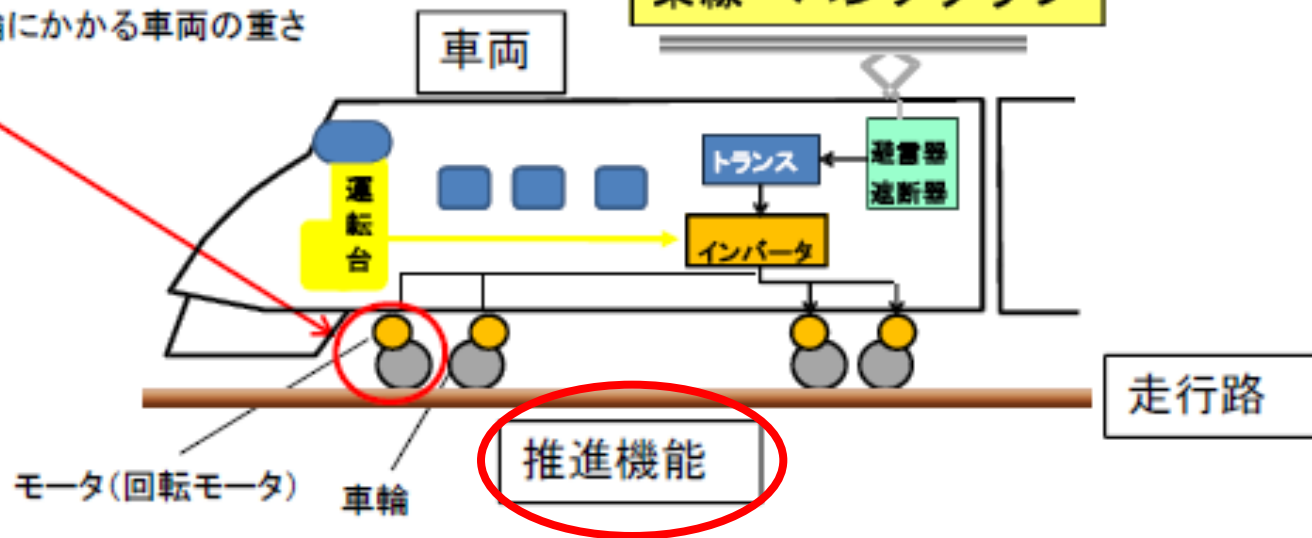 にかかる車両の重さ
車両
トランス
避雷器
遮断器
運転台
インバータ
走行路
推進機能
モータ(回転モータ)
車輪